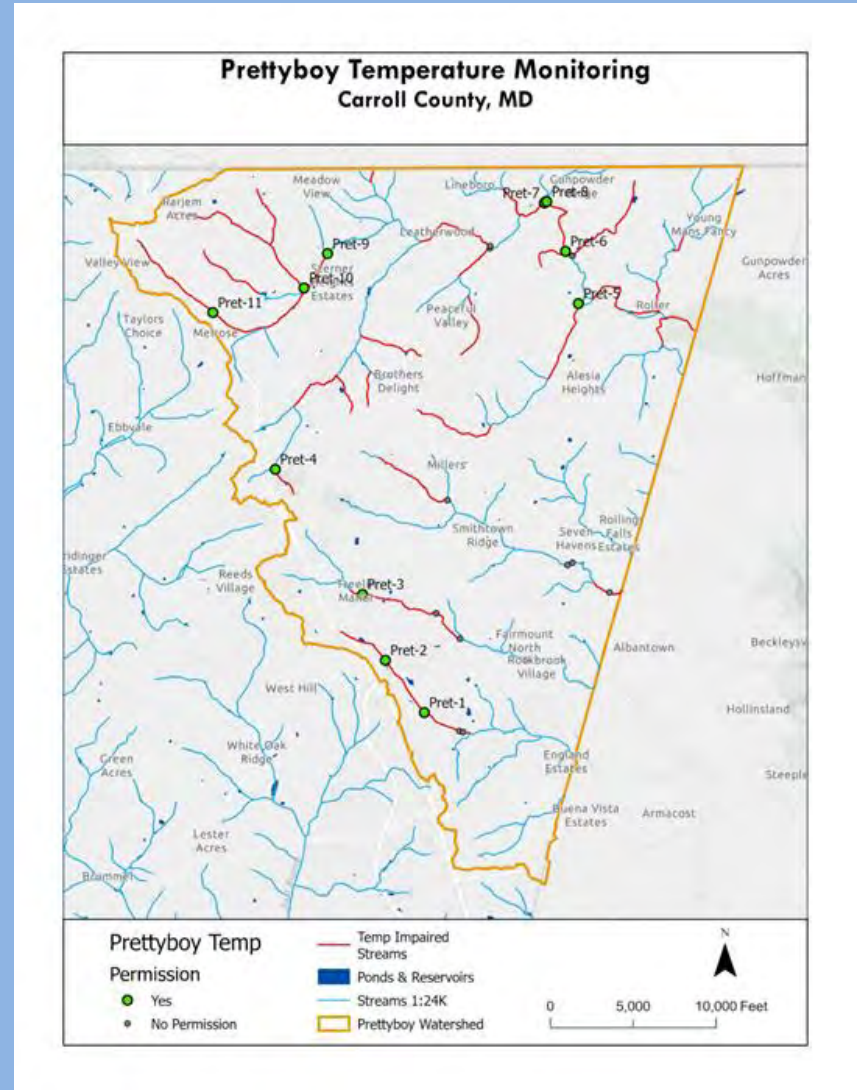 Prettyboy Temperature Monitoring
Carroll County, MD
Meadow
View
Lineboro
Gunpowder
Pret-7
Pret-8
Harjem
Acres
Young
Mans Fancy
Leatherwood
Pret-9
Pret-6
Valley View
Gunpowder
Acres
Pret-10
Estates
Pret-5
Roller
Pret-11
Peaceful
Valley
Taylors
Choice
Melrose
Brothers
Delight
Alesia
Heights
Hoffman
Ebbvale
Pret-4
Millers
Smithtown
Ridge
Seven
Havens
Rolling
Falls
Estates
Estates
Reeds
Village
Pret-3
Fairmount
North
Rockbrook
Village
Albantown
Pret-2
West Hill
Pret-1
Hollinsland
White Oak
Ridge
Green
Acres
England
Estates
Buena Vista
Estates
Armacost
Lester
Acres
Brummel
Prettyboy Temp
Permission
Yes
No Permission
Temp Impaired
Streams
Ponds & Reservoirs
Streams 1:24K
Prettyboy Watershed
N
0 5,000 10,000 Feet